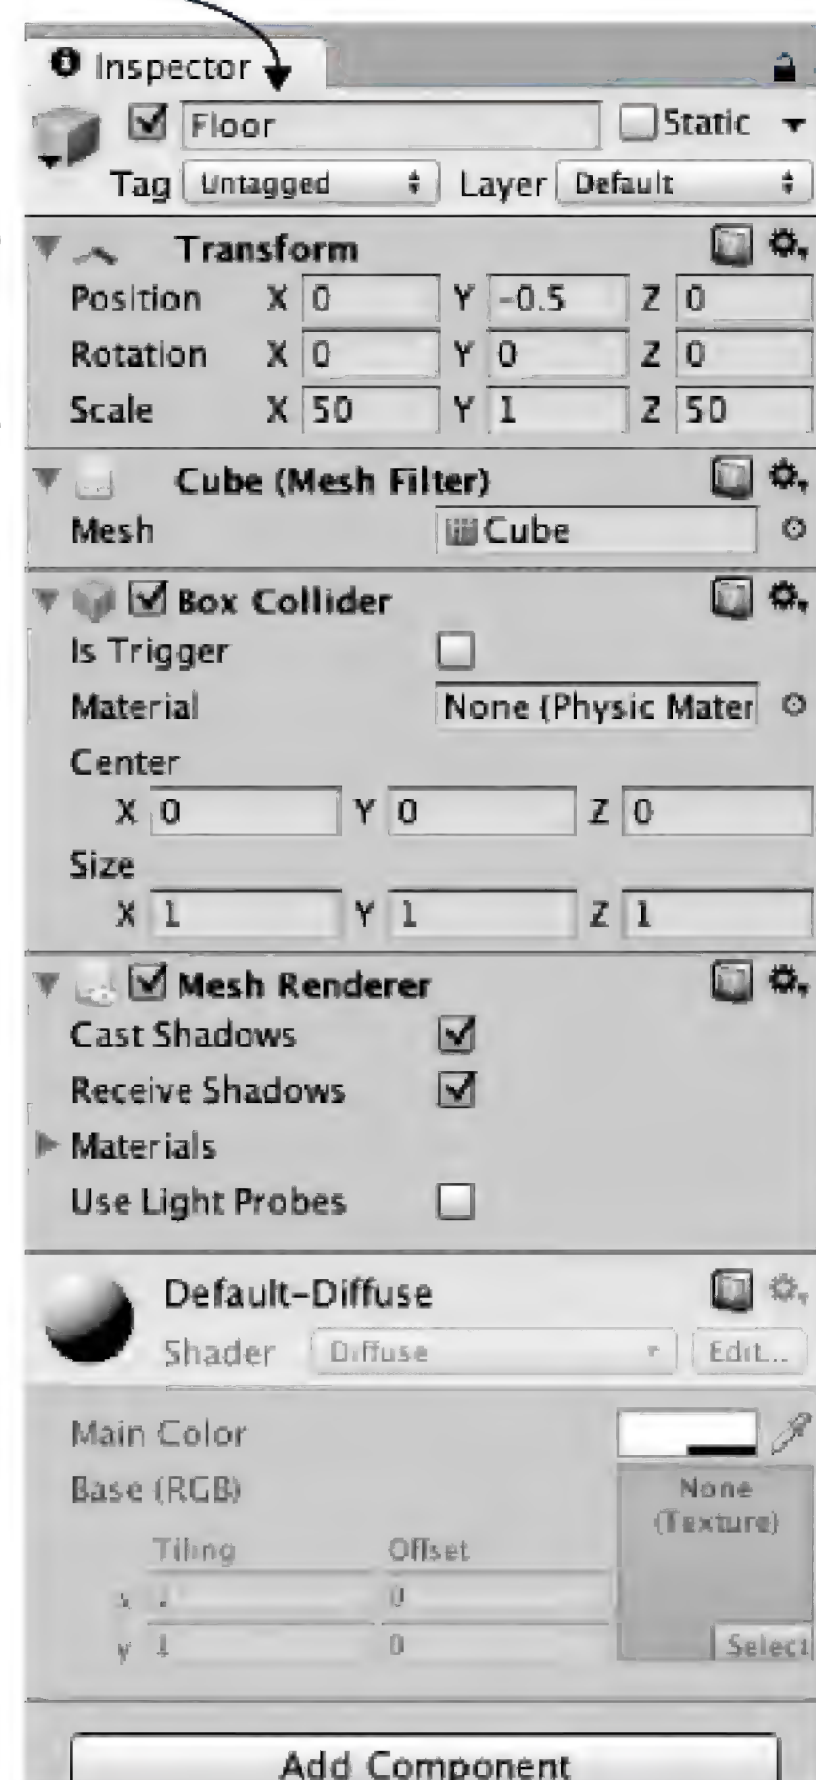 Inspector
Floor Static
Tag Untagged Layer Default
Transform
Position X 0 Y -0.5 Z 0
Rotation X 0 Y 0 Z 0
Scale X 50 Y 1 Z 50
Cube (Mesh Filter)
Mesh Cube
Box Collider
Is Trigger
Material None (Physic Mater
Center
X 0 Y 0 Z 0
Size
X 1 Y 1 Z 1
Mesh Renderer
Cast Shadows
Receive Shadows
Materials
Use Light Probes
Default-Diffuse
Shader Diffuse Edit...
Main Color
Base (RGB) None
(Texture)
Tiling Offset
x 0
y 1 0 Select
Add Component